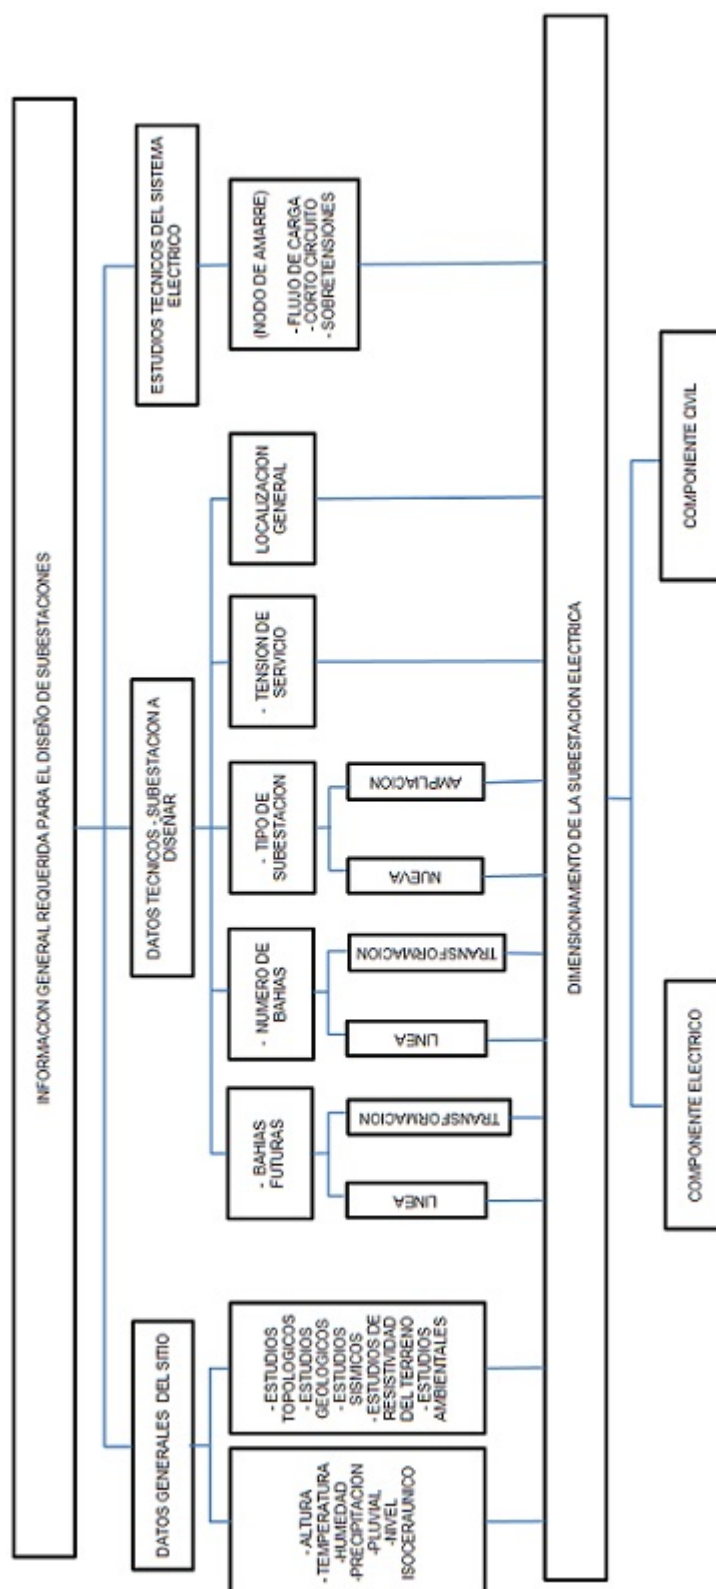 INFORMACION GENERAL REQUERIDA PARA EL DISEÑO DE SUBESTACIONES
DATOS GENERALES DEL SITIO
DATOS TECNICOS - SUBESTACION A
DISEÑAR
ESTUDIOS TECNICOS DEL SISTEMA
ELECTRICO
- ALTURA
- TEMPERATURA
-HUMEDAD
-PRECIPITACION
- PLUVIAL
-NIVEL
ISOCERAUNICO
- ESTUDIOS
TOPOLOGICOS
- ESTUDIOS
GEOLOGICOS
- ESTUDIOS
SISMICOS
- ESTUDIOS DE
RESISTIVIDAD
DEL TERRENO
- ESTUDIOS
AMBIENTALES
- BAHIAS
FUTURAS
- NUMERO DE
BAHIAS
- TIPO DE
SUBESTACION
- TENSION DE
SERVICIO
LOCALIZACION
GENERAL
(NODO DE AMARRE)
- FLUJO DE CARGA
- CORTO CIRCUITO
- SOBRETENSIONES
LINEA
TRANSFORMACION
LINEA
TRANSFORMACION
NUEVA
AMPLIACION
DIMENSIONAMIENTO DE LA SUBESTACION ELECTRICA
COMPONENTE ELECTRICO
COMPONENTE CIVIL